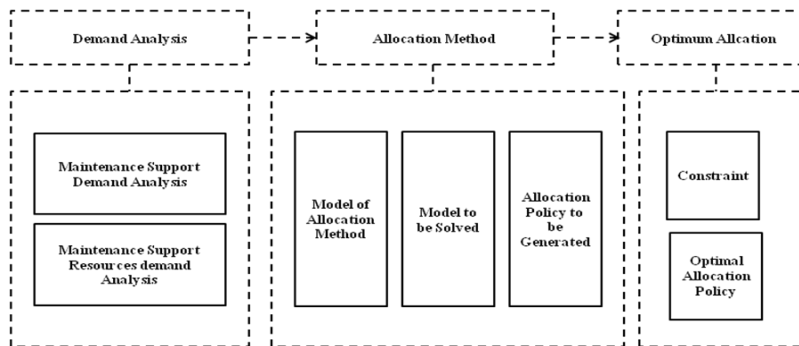 Demand Analysis
Allocation Method
Optimum Allcation
Maintenance Support
Demand Analysis
Maintenance Support
Resources demand
Analysis
Model of
Allocation
Method
Model to
be Solved
Allocation
Policy to
be
Generated
Constraint
Optimal
Allocation
Policy